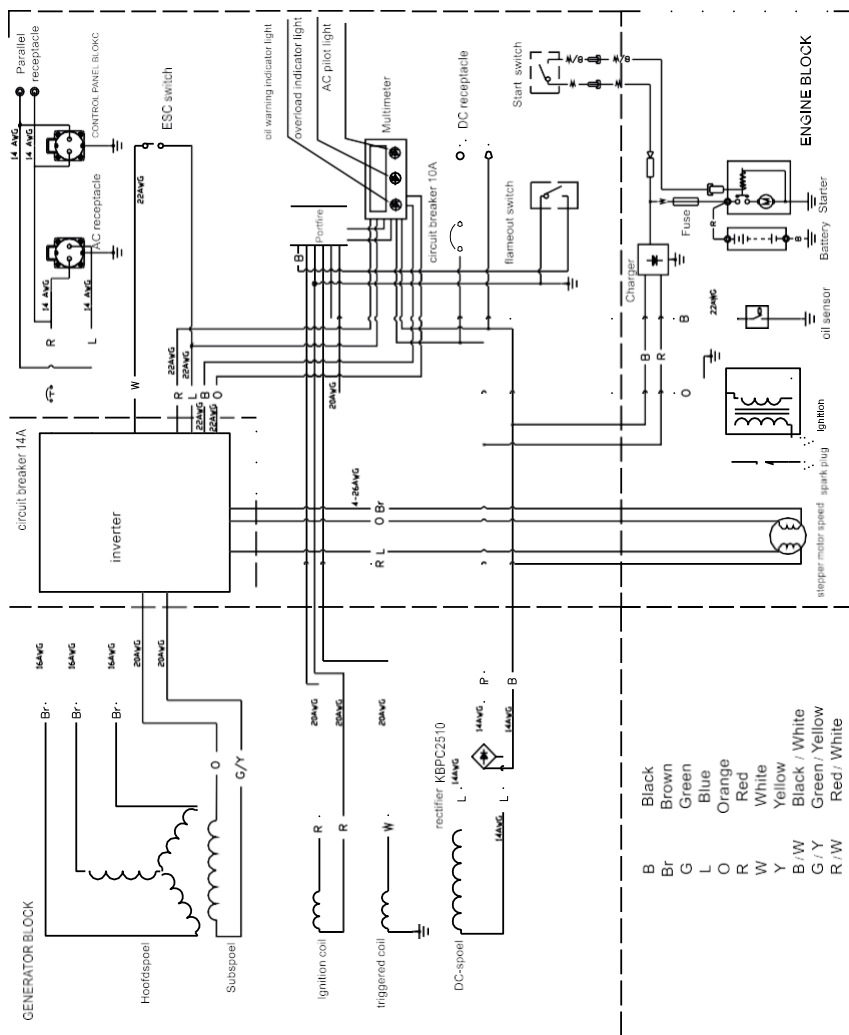 Parallel
receptacle
14 AWG
14 AWG
CONTROL PANEL BLOKC
ESC switch
22AWG
AC receptacle
14 AWG
14 AWG
R
L
W
oil warning indicator light
overload indicator light
AC pilot light
Multimeter
Portfire
B
circuit breaker 10A
DC receptacle
flameout switch
Start switch
B/W
B/W
W
W
ENGINE BLOCK
W
Fuse
R
M
Starter
B
Battery
Charger
22AWG
oil sensor
B
R
O
B
R
Ignition
spark plug
stepper motor speed
22AWG
22AWG
22AWG
22AWG
R
L
B
O
20AWG
circuit breaker 14A
inverter
4-26AWG
Br
O
L
R
16AWG
16AWG
16AWG
20AWG
20AWG
Br
Br
Br
O
G/Y
GENERATOR BLOCK
Hoofdspoel
Subspoel
20AWG
20AWG
20AWG
R
R
W
Ignition coil
triggered coil
rectifier KBPC2510
14AWG
14AWG
14AWG
14AWG
L
L
R
B
DC-spoel
B Black
Br Brown
G Green
L Blue
O Orange
R Red
W White
Y Yellow
B/W Black / White
G/Y Green / Yellow
R/W Red / White